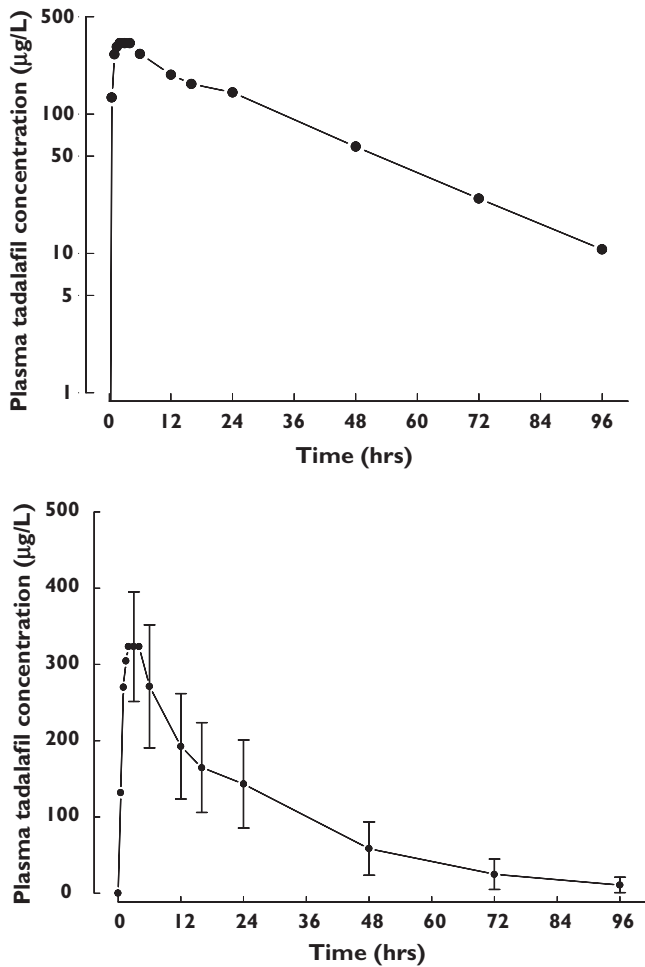 Plasma tadalafil concentration (μg/L)
500
100
50
10
5
1
0 12 24 36 48 60 72 84 96
Time (hrs)
Plasma tadalafil concentration (μg/L)
500
400
300
200
100
0
0 12 24 36 48 60 72 84 96
Time (hrs)